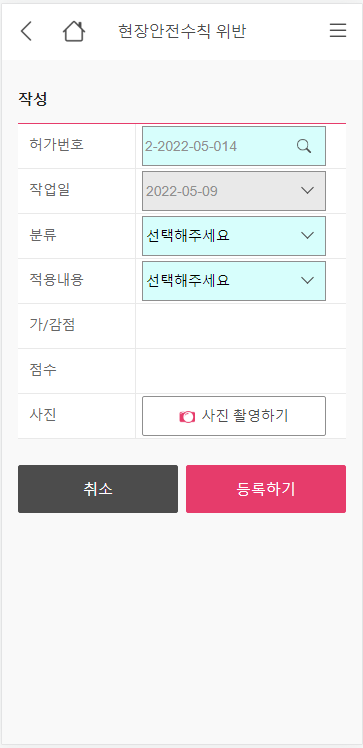 현장안전수칙 위반
작성
허가번호 2-2022-05-014
작업일 2022-05-09
분류 선택해주세요
적용내용 선택해주세요
가/감점
점수
사진 사진 촬영하기
취소 등록하기